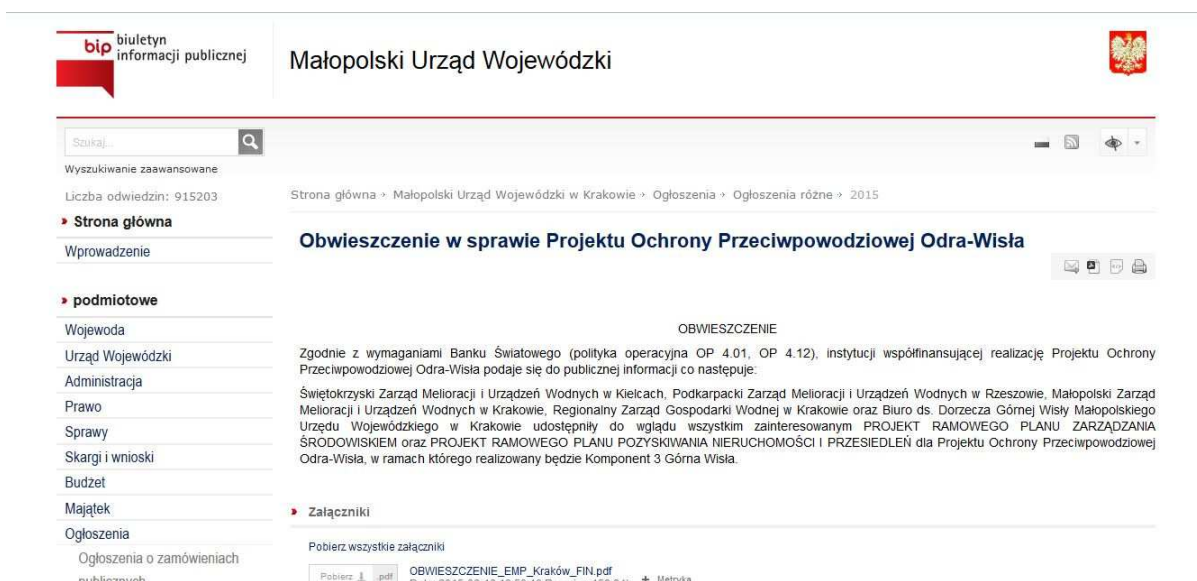 bip biuletyn
informacji publicznej
Małopolski Urząd Wojewódzki
Szukaj...
Wyszukiwanie zaawansowane
Liczba odwiedzin: 915203
Strona główna
Wprowadzenie
podmiotowe
Wojewoda
Urząd Wojewódzki
Administracja
Prawo
Sprawy
Skargi i wnioski
Budżet
Majątek
Ogłoszenia
Ogłoszenia o zamówieniach
publicznych
Strona główna › Małopolski Urząd Wojewódzki w Krakowie › Ogłoszenia › Ogłoszenia różne › 2015
Obwieszczenie w sprawie Projektu Ochrony Przeciwpowodziowej Odra-Wisła
OBWIESZCZENIE
Zgodnie z wymaganiami Banku Światowego (polityka operacyjna OP 4.01, OP 4.12), instytucji współfinansującej realizację Projektu Ochrony
Przeciwpowodziowej Odra-Wisła podaje się do publicznej informacji co następuje:
Świętokrzyski Zarząd Melioracji i Urządzeń Wodnych w Kielcach, Podkarpacki Zarząd Melioracji i Urządzeń Wodnych w Rzeszowie, Małopolski Zarząd
Melioracji i Urządzeń Wodnych w Krakowie, Regionalny Zarząd Gospodarki Wodnej w Krakowie oraz Biuro ds. Dorzecza Górnej Wisły Małopolskiego
Urzędu Wojewódzkiego w Krakowie udostępniły do wglądu wszystkim zainteresowanym PROJEKT RAMOWEGO PLANU ZARZĄDZANIA
ŚRODOWISKIEM oraz PROJEKT RAMOWEGO PLANU POZYSKIWANIA NIERUCHOMOŚCI I PRZESIEDLEŃ dla Projektu Ochrony Przeciwpowodziowej
Odra-Wisła, w ramach którego realizowany będzie Komponent 3 Górna Wisła.
Załączniki
Pobierz wszystkie załączniki
Pobierz .pdf OBWIESZCZENIE_EMP_Kraków_FIN.pdf
Metryka